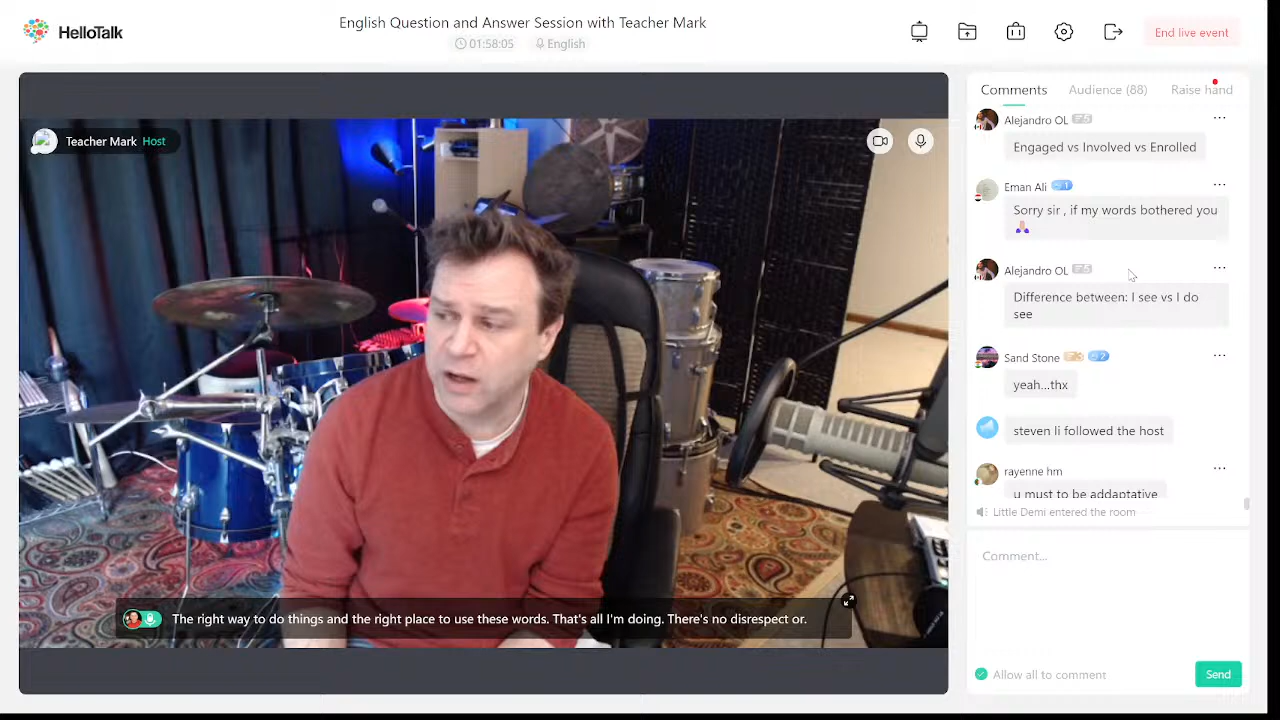 HelloTalk
English Question and Answer Session with Teacher Mark
01:58:05 English
End live event
Teacher Mark Host
The right way to do things and the right place to use these words. That's all I'm doing. There's no disrespect or.
Comments Audience (88) Raise hand
Alejandro OL 5
Engaged vs Involved vs Enrolled
Eman Ali 1
Sorry sir , if my words bothered you
Alejandro OL 5
Difference between: I see vs I do
see
Sand Stone 2
yeah...thx
steven li followed the host
rayenne hm
u must to be addaptative
Little Demi entered the room
Comment...
Allow all to comment
Send